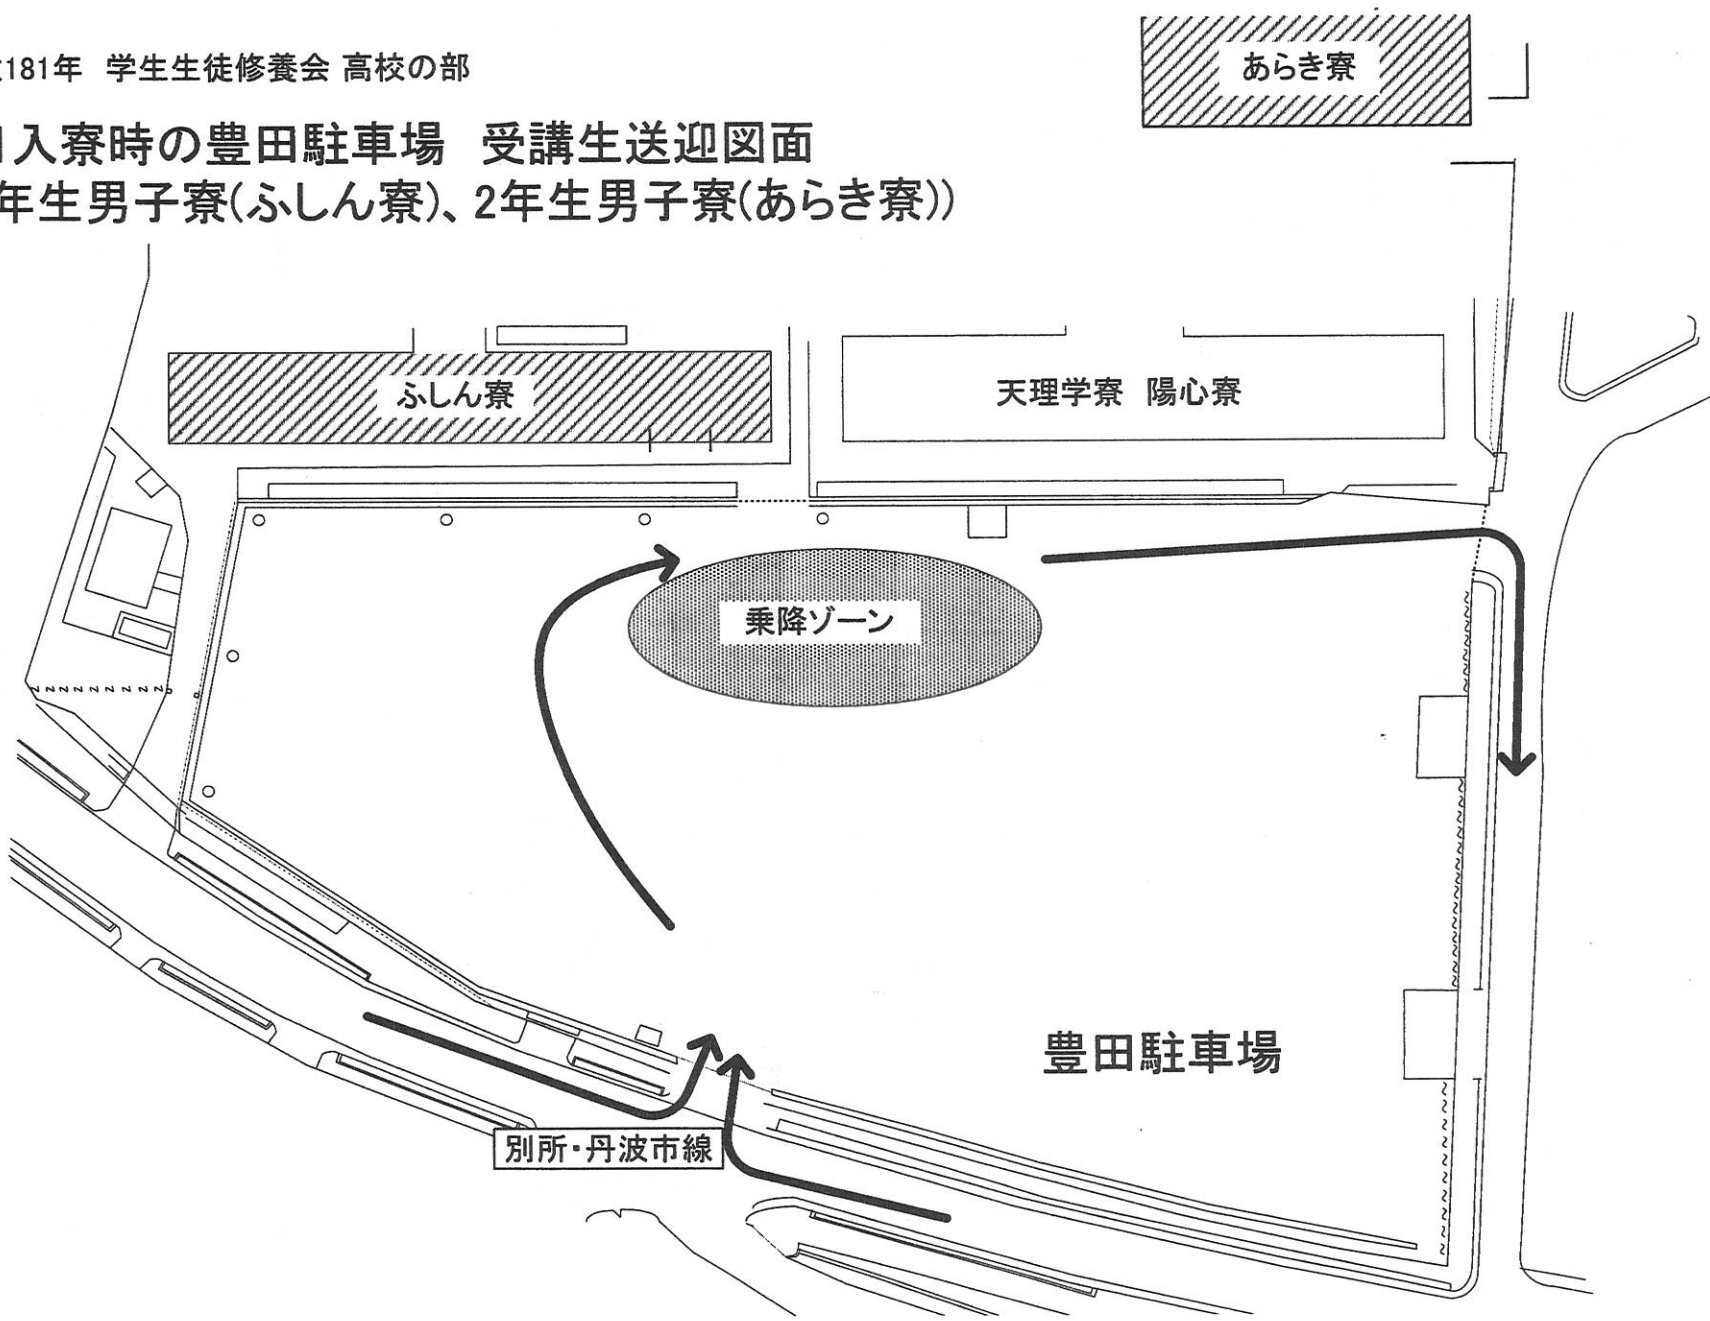 181年 学生生徒修養会 高校の部
入寮時の豊田駐車場 受講生送迎図面
年生男子寮(ふしん寮)、2年生男子寮(あらき寮))
あらき寮
ふしん寮
天理学寮 陽心寮
乗降ゾーン
豊田駐車場
別所・丹波市線